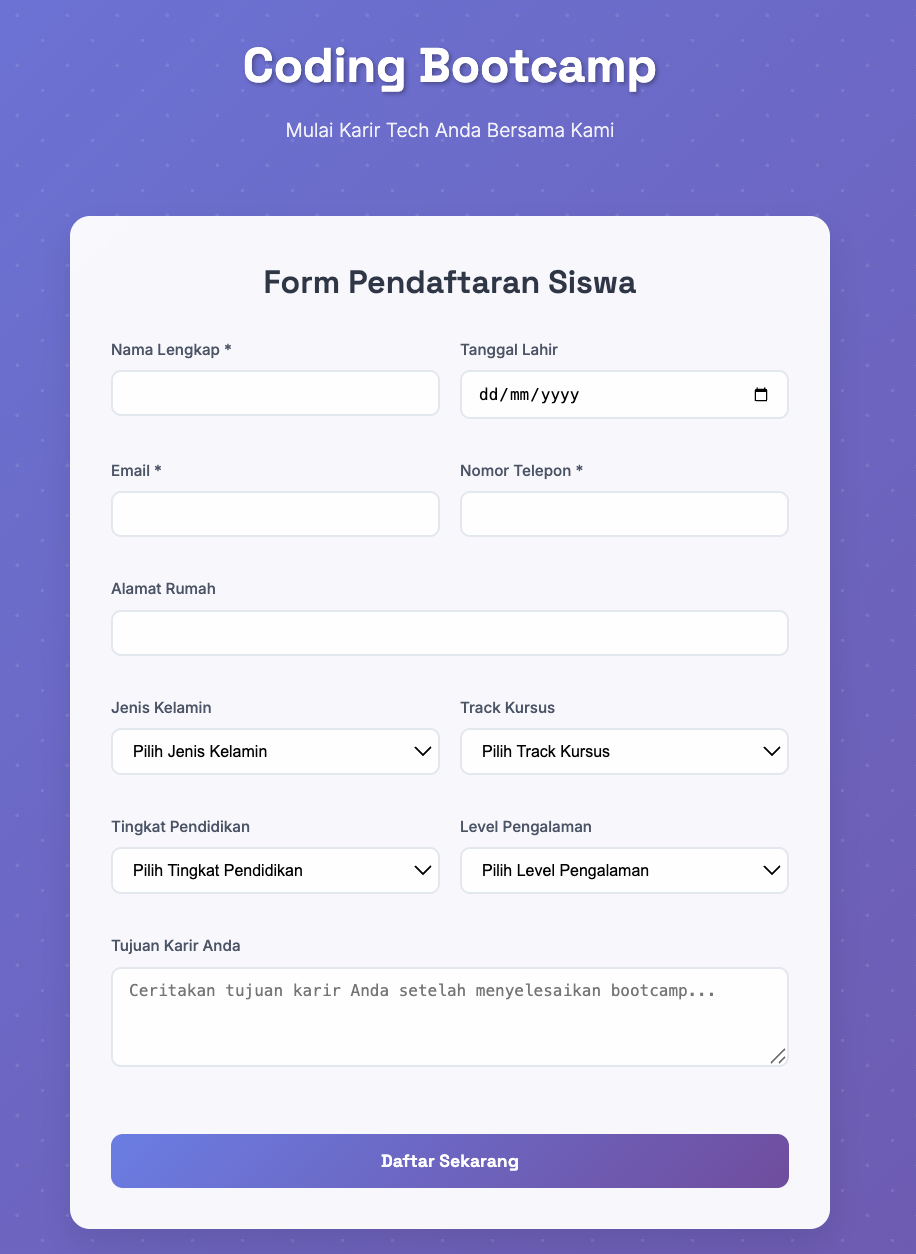 Coding Bootcamp
Mulai Karir Tech Anda Bersama Kami
Form Pendaftaran Siswa
Nama Lengkap *
Tanggal Lahir
dd/mm/yyyy
Email *
Nomor Telepon *
Alamat Rumah
Jenis Kelamin
Track Kursus
Pilih Jenis Kelamin
Pilih Track Kursus
Tingkat Pendidikan
Level Pengalaman
Pilih Tingkat Pendidikan
Pilih Level Pengalaman
Tujuan Karir Anda
Ceritakan tujuan karir Anda setelah menyelesaikan bootcamp...
Daftar Sekarang